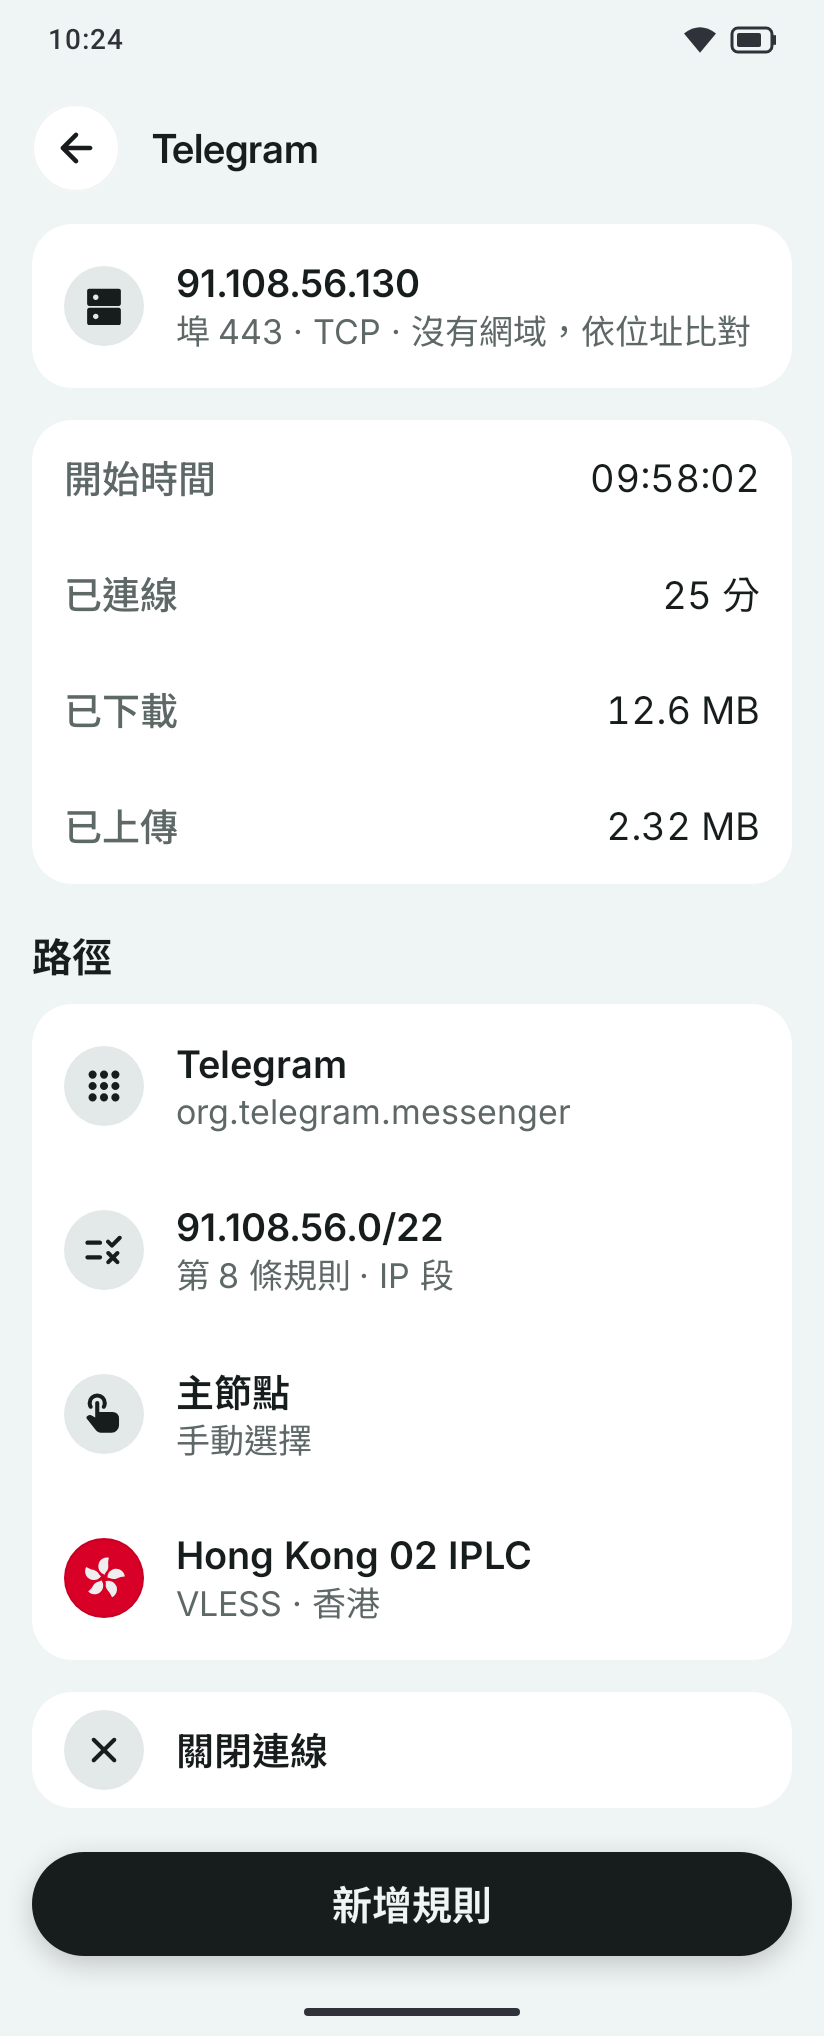 10:24
Telegram
91.108.56.130
埠 443 · TCP · 沒有網域，依位址比對
開始時間
09:58:02
已連線
25 分
已下載
12.6 MB
已上傳
2.32 MB
路徑
Telegram
org.telegram.messenger
91.108.56.0/22
第 8 條規則 · IP 段
主節點
手動選擇
Hong Kong 02 IPLC
VLESS · 香港
關閉連線
新增規則